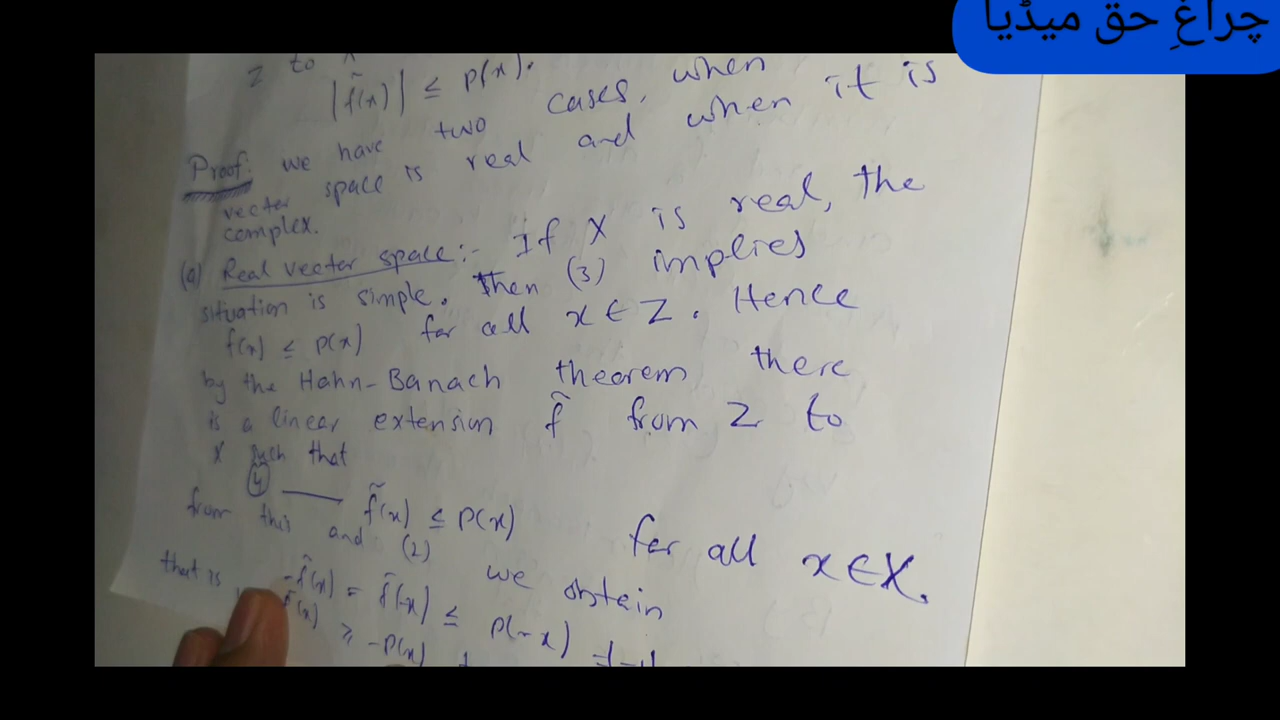 چراغِ حق میڈیا
Z to X
|f̃(x)| ≤ p(x).
Proof: we have two cases, when
vector space is real and when it is
complex.
(a) Real vector space:- If X is real, the
situation is simple. Then (3) implies
f(x) ≤ p(x) for all x ∈ Z. Hence
by the Hahn-Banach theorem there
is a linear extension f̃ from Z to
X such that
(4) — f̃(x) ≤ p(x) for all x ∈ X.
from this and (2) we obtain
-f̃(x) = f̃(-x) ≤ p(-x)
that is f̃(x) ≥ -p(x)